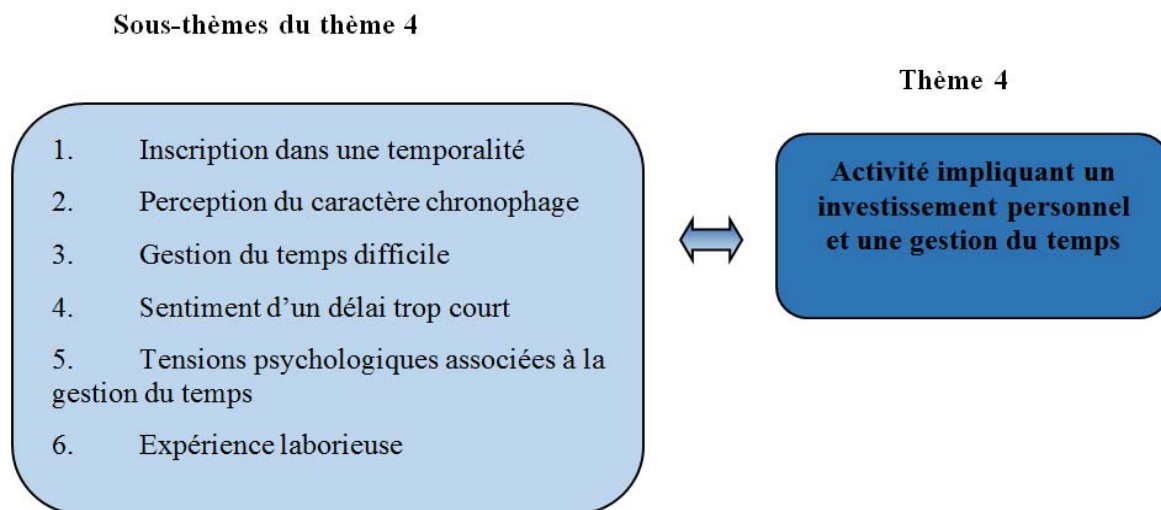 Sous-thèmes du thème 4
Thème 4
1. Inscription dans une temporalité
2. Perception du caractère chronophage
3. Gestion du temps difficile
4. Sentiment d’un délai trop court
5. Tensions psychologiques associées à la
gestion du temps
6. Expérience laborieuse
Activité impliquant un
investissement personnel
et une gestion du temps